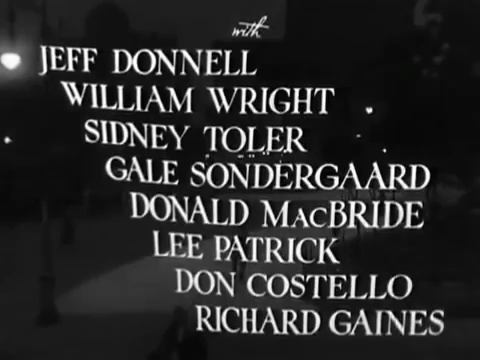 with
JEFF DONNELL
WILLIAM WRIGHT
SIDNEY TOLER
GALE SONDERGAARD
DONALD MacBRIDE
LEE PATRICK
DON COSTELLO
RICHARD GAINES